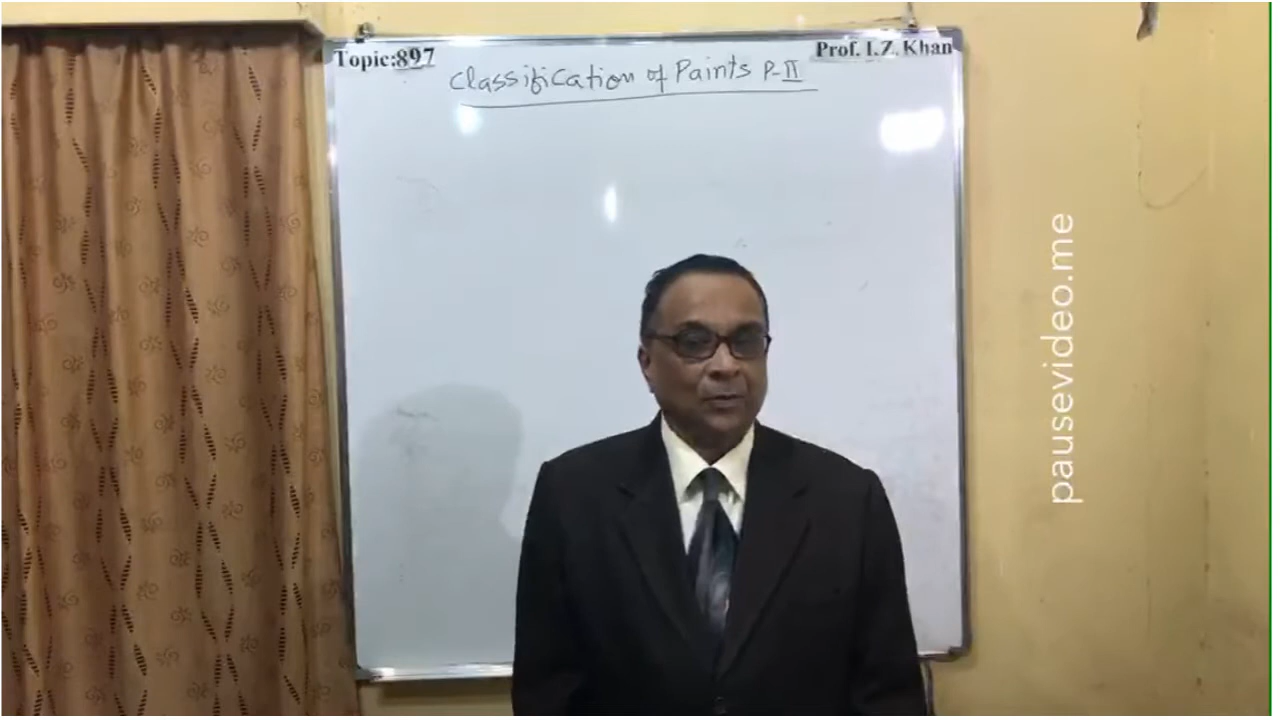 Topic:897
Prof. I.Z. Khan
Classification of Paints P-II
pausevideo.me